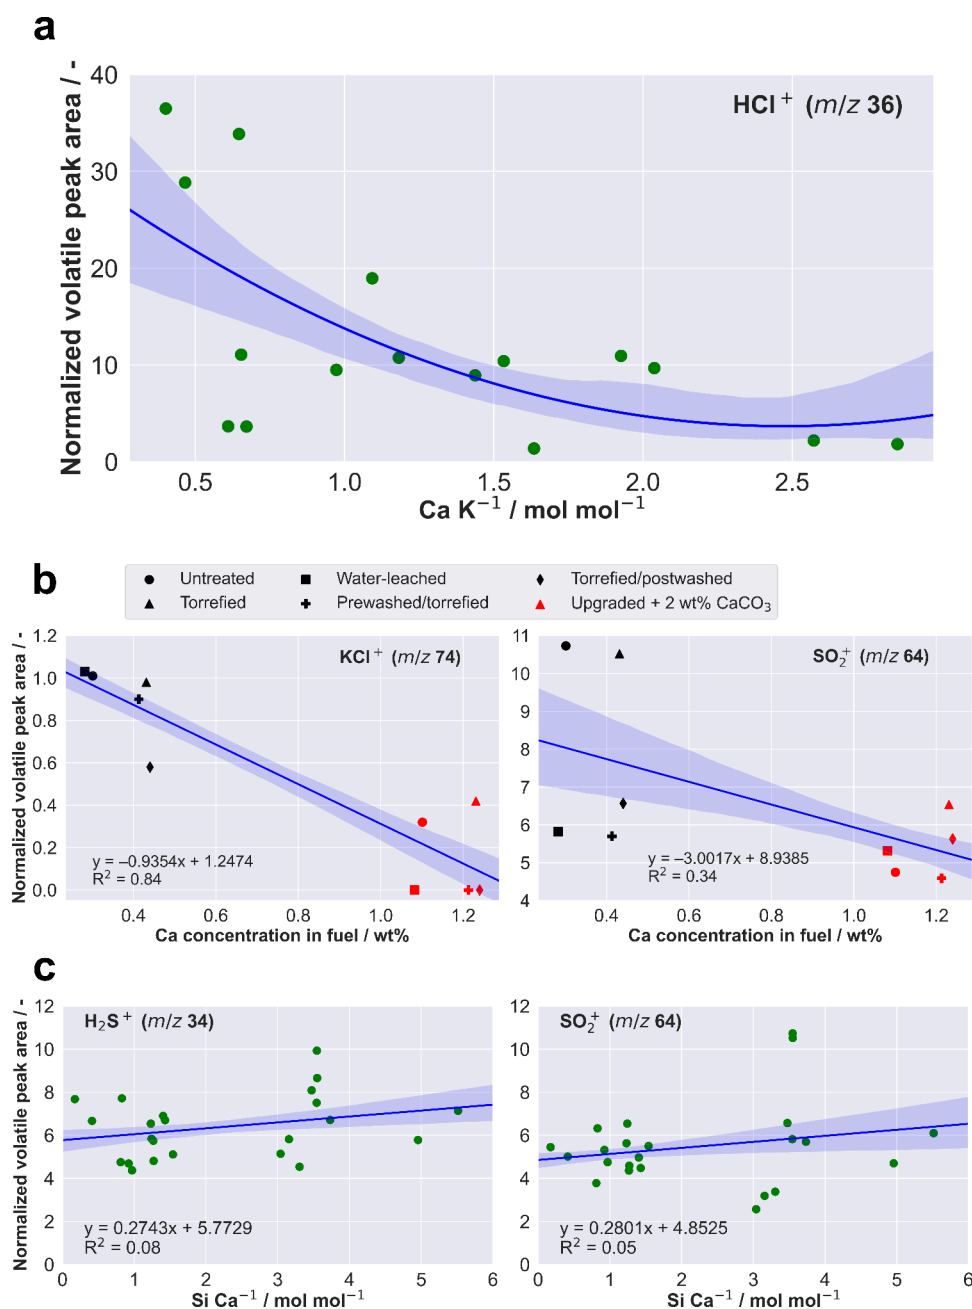 a
Normalized volatile peak area / -
40
30
20
10
0
HCl⁺ (m/z 36)
0.5 1.0 1.5 2.0 2.5
Ca K⁻¹ / mol mol⁻¹
b
Untreated Water-leached Torrefied/postwashed
Torrefied Prewashed/torrefied Upgraded + 2 wt% CaCO₃
Normalized volatile peak area / -
1.2
1.0
0.8
0.6
0.4
0.2
0.0
KCl⁺ (m/z 74)
y = –0.9354x + 1.2474
R² = 0.84
0.4 0.6 0.8 1.0 1.2
Ca concentration in fuel / wt%
11
10
9
8
7
6
5
4
SO₂⁺ (m/z 64)
y = –3.0017x + 8.9385
R² = 0.34
0.4 0.6 0.8 1.0 1.2
Ca concentration in fuel / wt%
c
Normalized volatile peak area / -
12
10
8
6
4
2
0
H₂S⁺ (m/z 34)
y = 0.2743x + 5.7729
R² = 0.08
0 1 2 3 4 5 6
Si Ca⁻¹ / mol mol⁻¹
12
10
8
6
4
2
0
SO₂⁺ (m/z 64)
y = 0.2801x + 4.8525
R² = 0.05
0 1 2 3 4 5 6
Si Ca⁻¹ / mol mol⁻¹